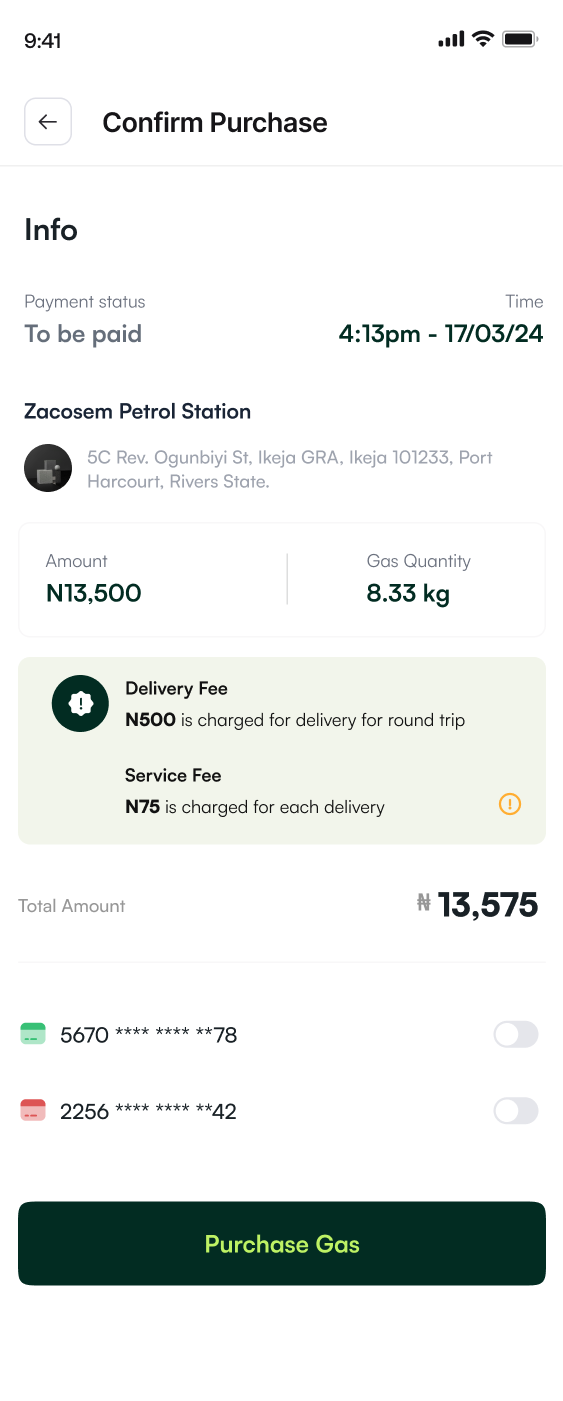 9:41
Confirm Purchase
Info
Payment status
Time
To be paid
4:13pm - 17/03/24
Zacosem Petrol Station
5C Rev. Ogunbiyi St, Ikeja GRA, Ikeja 101233, Port
Harcourt, Rivers State.
Amount
Gas Quantity
N13,500
8.33 kg
Delivery Fee
N500 is charged for delivery for round trip
Service Fee
N75 is charged for each delivery
Total Amount
₦ 13,575
5670 **** **** **78
2256 **** **** **42
Purchase Gas